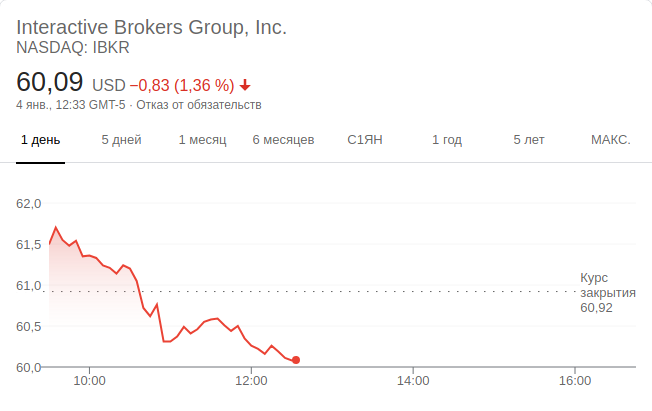 Interactive Brokers Group, Inc.
NASDAQ: IBKR
60,09 USD −0,83 (1,36 %)
4 янв., 12:33 GMT-5 · Отказ от обязательств
1 день 5 дней 1 месяц 6 месяцев С1ЯН 1 год 5 лет МАКС.
62,0
61,5
61,0
60,5
60,0
Курс
закрытия
60,92
10:00 12:00 14:00 16:00